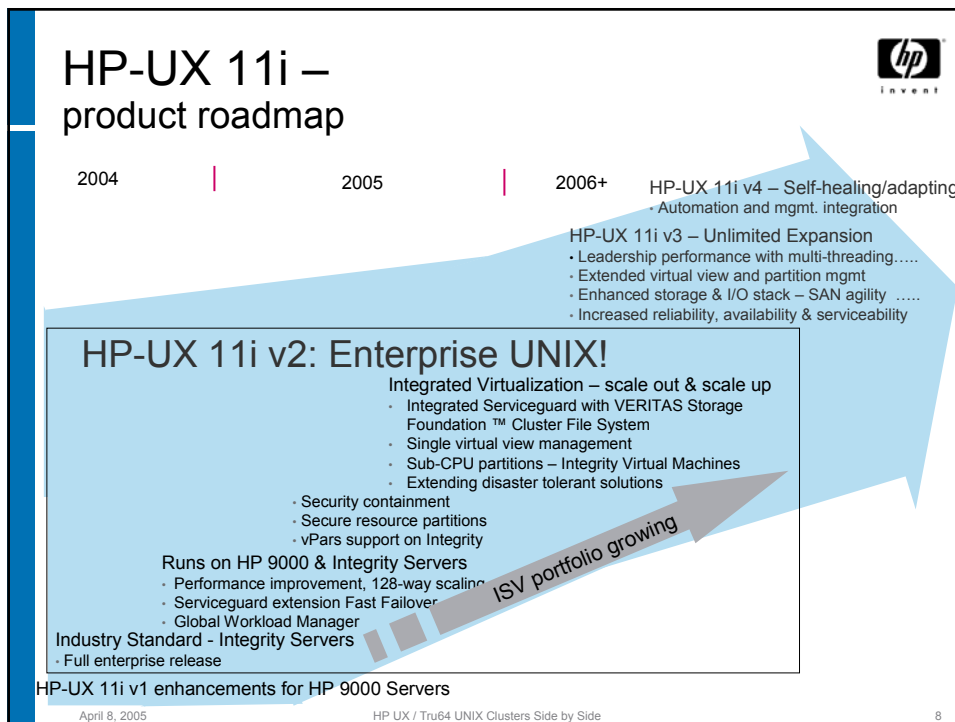 HP-UX 11i –
product roadmap
hp
invent
2004
2005
2006+
HP-UX 11i v4 – Self-healing/adapting
· Automation and mgmt. integration
HP-UX 11i v3 – Unlimited Expansion
· Leadership performance with multi-threading…..
· Extended virtual view and partition mgmt
· Enhanced storage & I/O stack – SAN agility …..
· Increased reliability, availability & serviceability
HP-UX 11i v2: Enterprise UNIX!
Integrated Virtualization – scale out & scale up
· Integrated Serviceguard with VERITAS Storage
Foundation ™ Cluster File System
· Single virtual view management
· Sub-CPU partitions – Integrity Virtual Machines
· Extending disaster tolerant solutions
· Security containment
· Secure resource partitions
· vPars support on Integrity
ISV portfolio growing
Runs on HP 9000 & Integrity Servers
· Performance improvement, 128-way scaling
· Serviceguard extension Fast Failover
· Global Workload Manager
Industry Standard - Integrity Servers
· Full enterprise release
HP-UX 11i v1 enhancements for HP 9000 Servers
April 8, 2005
HP UX / Tru64 UNIX Clusters Side by Side
8